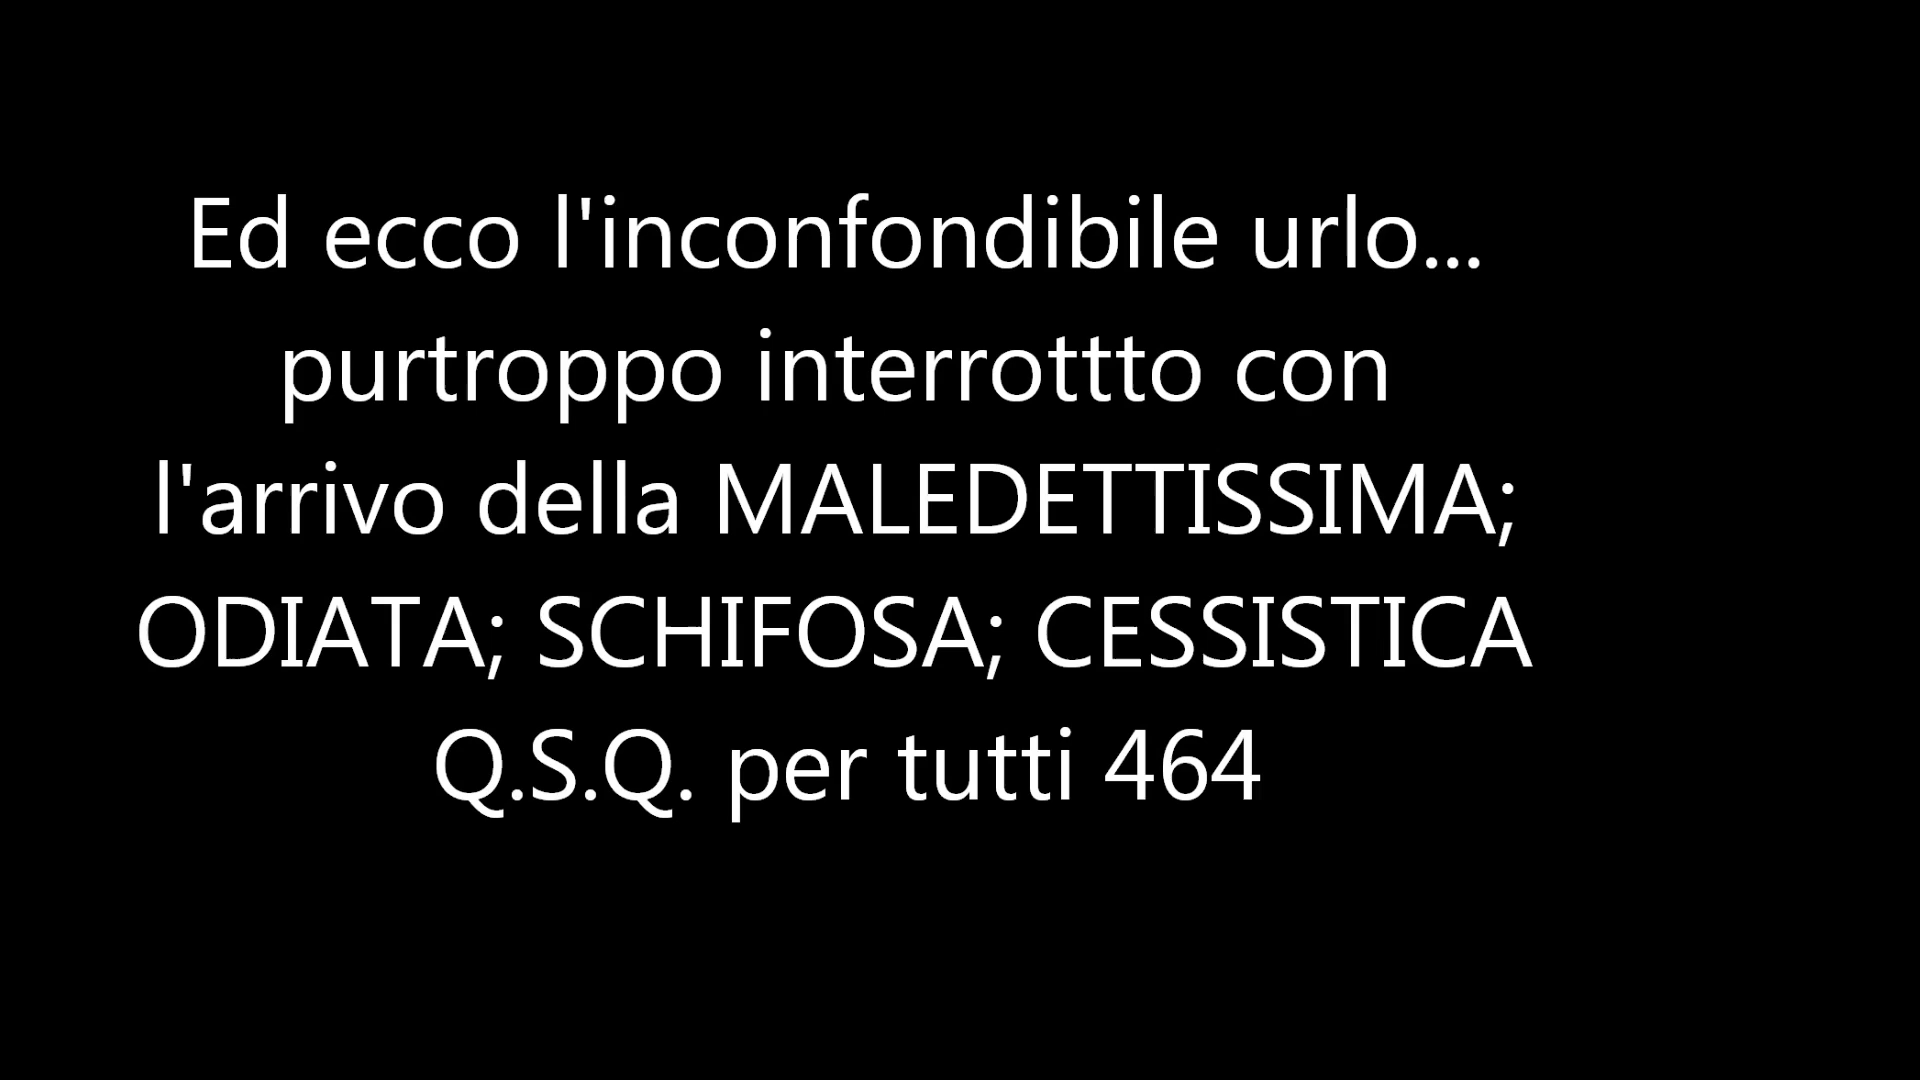 Ed ecco l'inconfondibile urlo...
purtroppo interrottto con
l'arrivo della MALEDETTISSIMA;
ODIATA; SCHIFOSA; CESSISTICA
Q.S.Q. per tutti 464